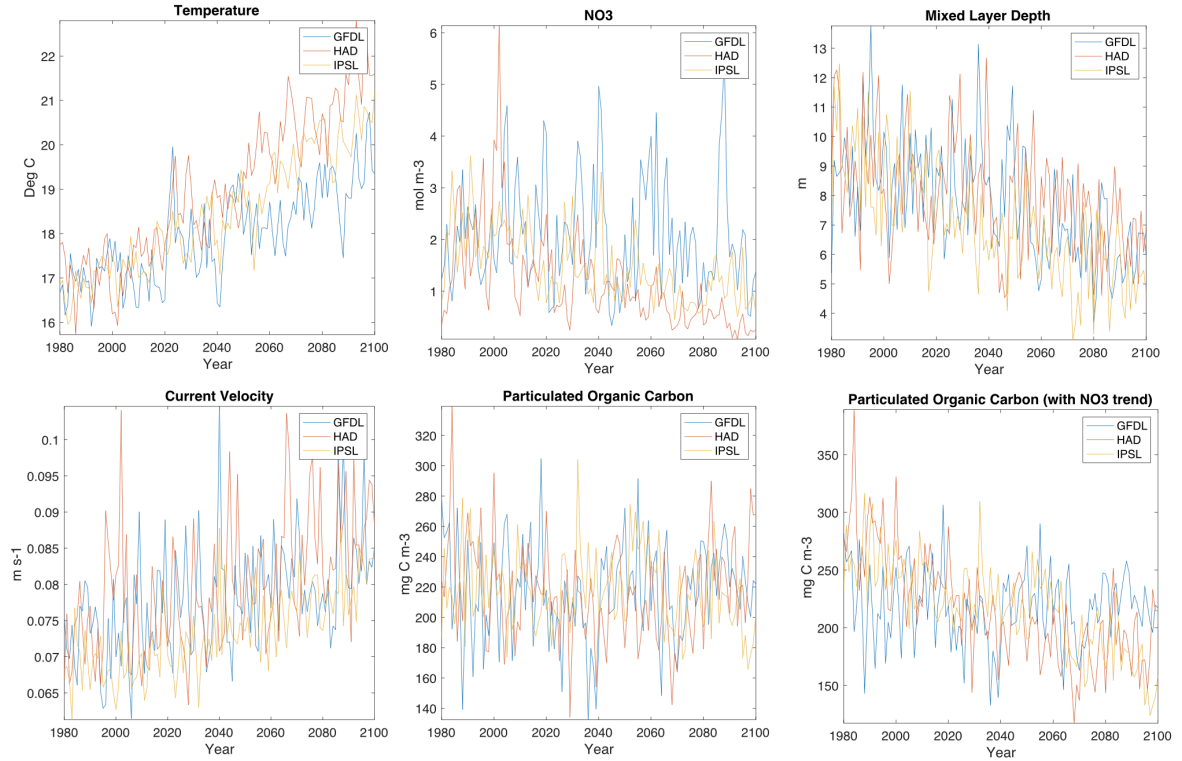 Temperature
22
21
20
19
18
17
16
Deg C
GFDL
HAD
IPSL
1980 2000 2020 2040 2060 2080 2100
Year
NO3
6
5
4
3
2
1
mol m-3
GFDL
HAD
IPSL
1980 2000 2020 2040 2060 2080 2100
Year
Mixed Layer Depth
13
12
11
10
9
8
7
6
5
4
m
GFDL
HAD
IPSL
1980 2000 2020 2040 2060 2080 2100
Year
Current Velocity
0.1
0.095
0.09
0.085
0.08
0.075
0.07
0.065
m s-1
GFDL
HAD
IPSL
1980 2000 2020 2040 2060 2080 2100
Year
Particulated Organic Carbon
320
300
280
260
240
220
200
180
160
140
mg C m-3
GFDL
HAD
IPSL
1980 2000 2020 2040 2060 2080 2100
Year
Particulated Organic Carbon (with NO3 trend)
350
300
250
200
150
mg C m-3
GFDL
HAD
IPSL
1980 2000 2020 2040 2060 2080 2100
Year